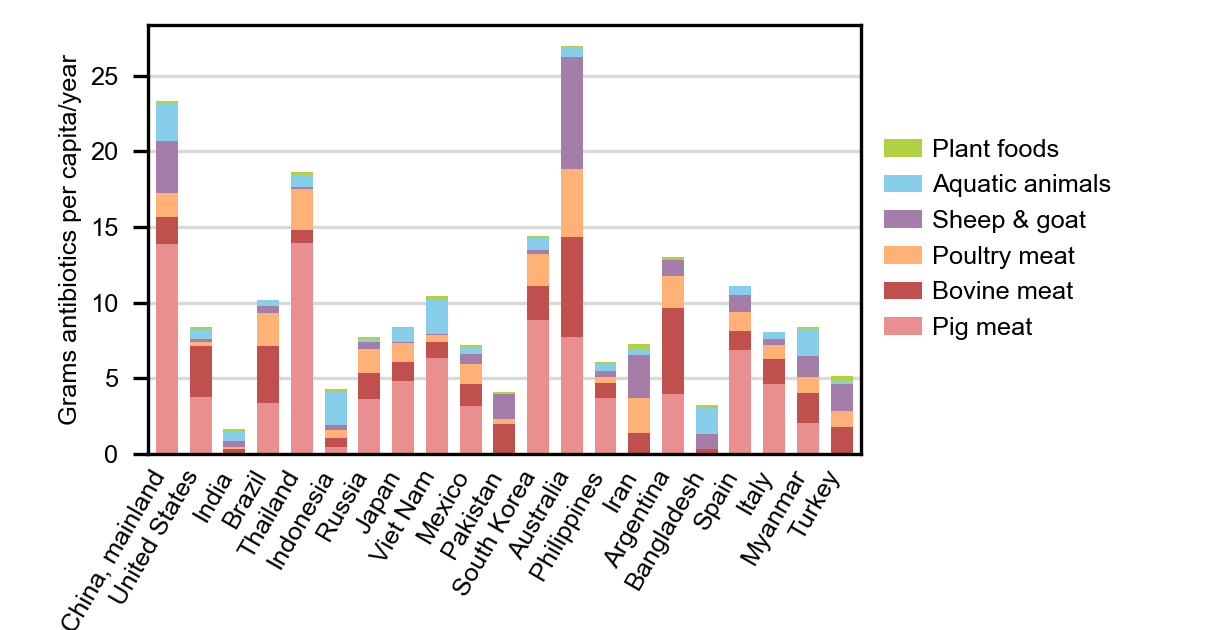 Grams antibiotics per capita/year
25
20
15
10
5
0
China, mainland
United States
India
Brazil
Thailand
Indonesia
Russia
Japan
Viet Nam
Mexico
Pakistan
South Korea
Australia
Philippines
Iran
Argentina
Bangladesh
Spain
Italy
Myanmar
Turkey
Plant foods
Aquatic animals
Sheep & goat
Poultry meat
Bovine meat
Pig meat